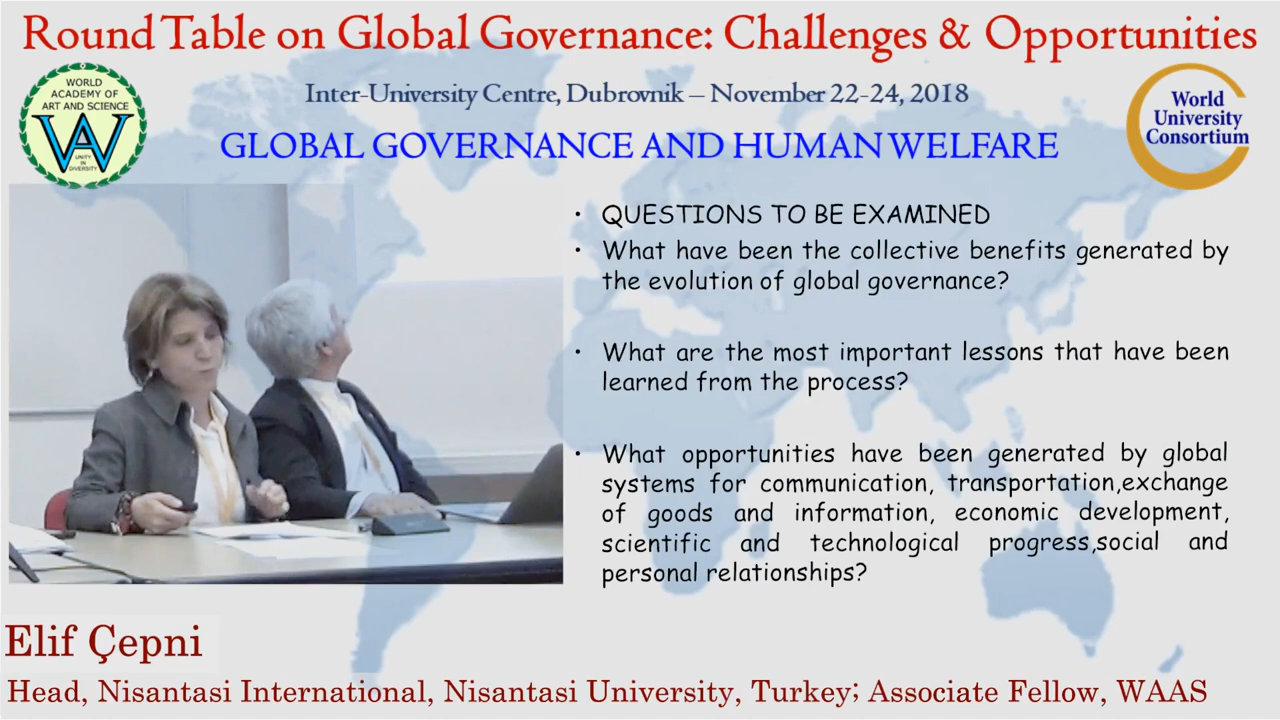 Round Table on Global Governance: Challenges & Opportunities
Inter-University Centre, Dubrovnik – November 22-24, 2018
GLOBAL GOVERNANCE AND HUMAN WELFARE
WORLD
ACADEMY OF
ART AND SCIENCE
WA
UNITY
IN
DIVERSITY
World
University
Consortium
• QUESTIONS TO BE EXAMINED
• What have been the collective benefits generated by
the evolution of global governance?
• What are the most important lessons that have been
learned from the process?
• What opportunities have been generated by global
systems for communication, transportation,exchange
of goods and information, economic development,
scientific and technological progress,social and
personal relationships?
Elif Çepni
Head, Nisantasi International, Nisantasi University, Turkey; Associate Fellow, WAAS